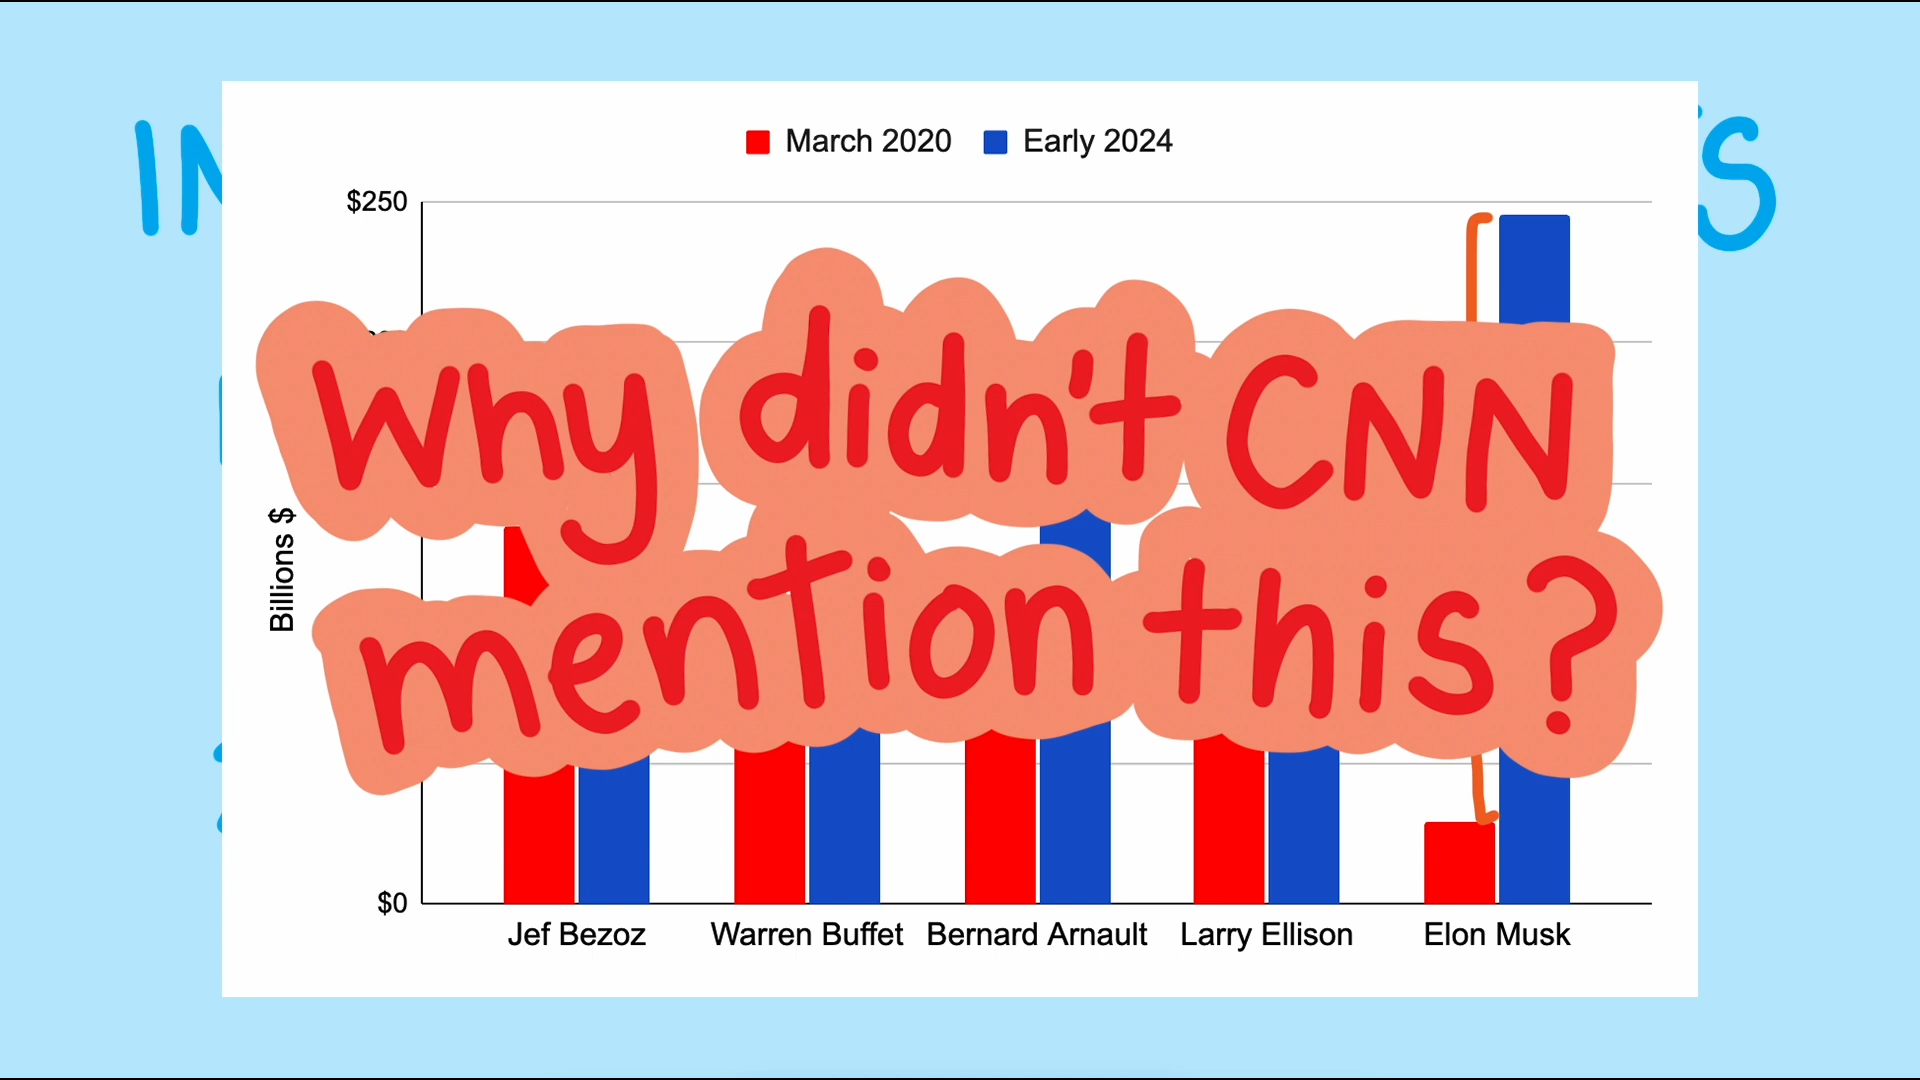 March 2020 Early 2024
$250
Why didn't CNN
mention this?
Billions $
$0
Jef Bezoz Warren Buffet Bernard Arnault Larry Ellison Elon Musk